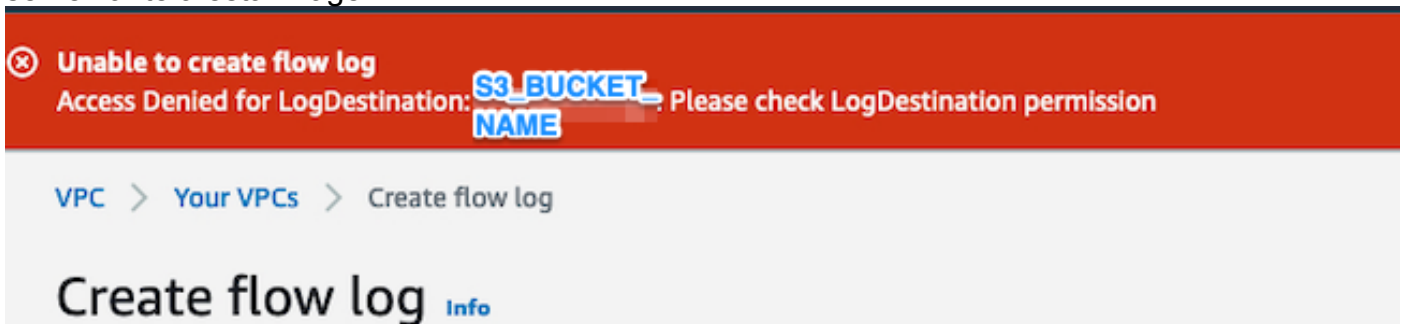 Unable to create flow log
Access Denied for LogDestination: S3_BUCKET_NAME. Please check LogDestination permission
VPC > Your VPCs > Create flow log
Create flow log Info